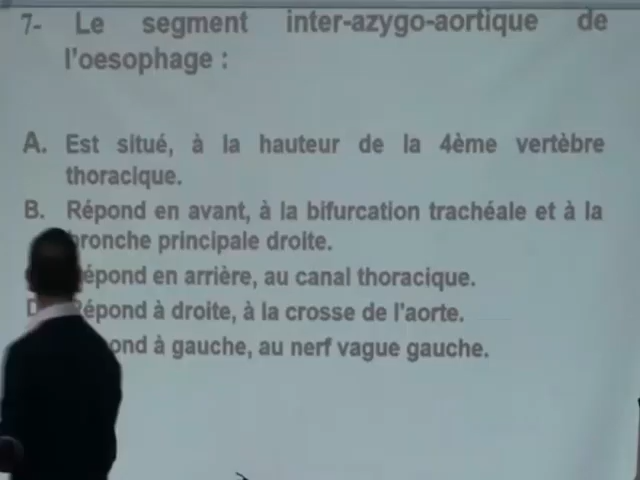 7- Le segment inter-azygo-aortique de
l'oesophage :
A. Est situé, à la hauteur de la 4ème vertèbre
thoracique.
B. Répond en avant, à la bifurcation trachéale et à la
bronche principale droite.
épond en arrière, au canal thoracique.
D Répond à droite, à la crosse de l'aorte.
ond à gauche, au nerf vague gauche.